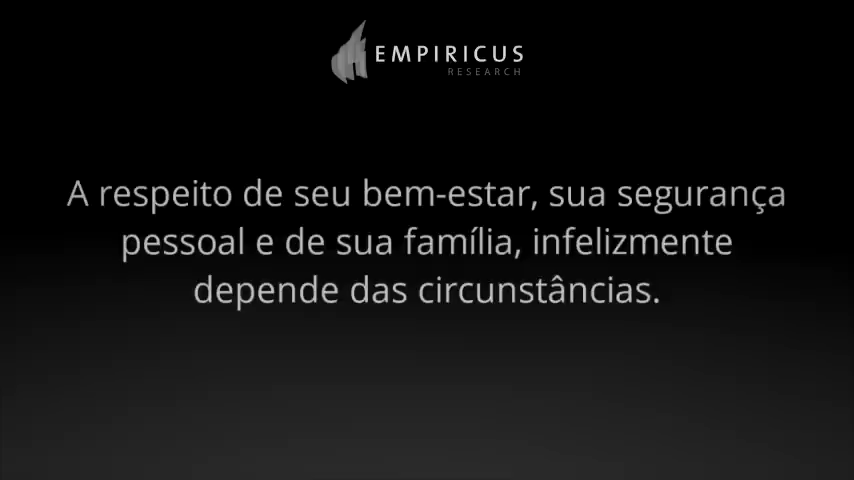 EMPIRICUS
RESEARCH
A respeito de seu bem-estar, sua segurança
pessoal e de sua família, infelizmente
depende das circunstâncias.